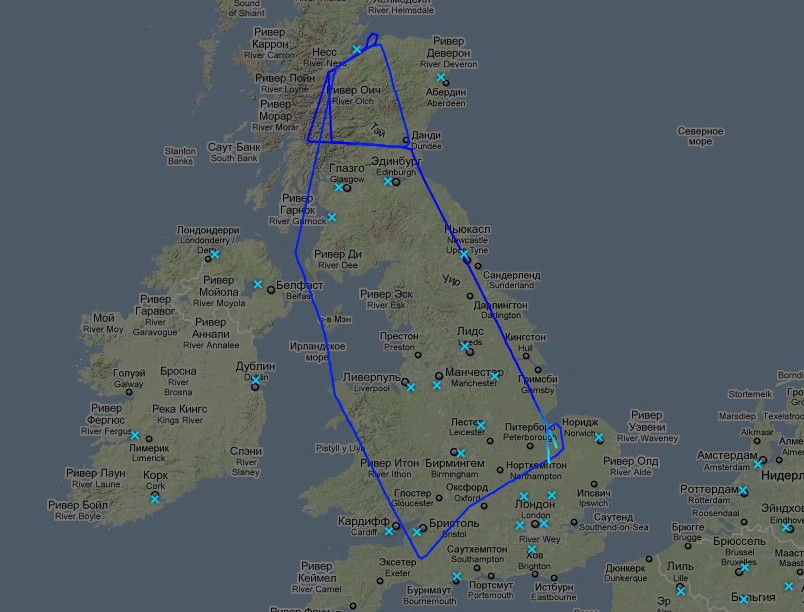 Sound
of Shiant
Хелмсдейл
River Helmsdale
Ривер
Каррон
River Carron
Несс
River Ness
Ривер
Деверон
River Deveron
Ривер Лойн
River Loyne
Ривер Оич
River Oich
Абердин
Aberdeen
Ривер
Морар
River Morar
Тэй
Данди
Dundee
Северное
море
Stanton
Banks
Саут-Банк
South Bank
Глазго
Glasgow
Эдинбург
Edinburgh
Ривер
Гарнок
River Garnock
Лондондерри
Londonderry /
Derry
Ньюкасл
Newcastle
Upon Tyne
Ривер Ди
River Dee
Сандерленд
Sunderland
Ривер
Мойола
River Moyola
Белфаст
Belfast
Уир
Ривер
Гаравог
River
Garavogue
Ривер Эск
River Esk
Дарлингтон
Darlington
Мой
River Moy
Ривер
Аннали
River Annalee
о-в Мэн
Ирландское
море
Престон
Preston
Лидс
Leeds
Кингстон
Hull
Голуэй
Galway
Бросна
River
Brosna
Дублин
Dublin
Ливерпуль
Liverpool
Манчестер
Manchester
Гримсби
Grimsby
Ривер
Фергюс
River Fergus
Река Кингс
Kings River
Лимерик
Limerick
Слэни
River
Slaney
Pistyll y Llyn
Лестер
Leicester
Питерборо
Peterborough
Норидж
Norwich
Ривер
Уэвени
River Waveney
Stortemelk
Marsdiep
Texelstroom
Alkmaar
Ривер Лаун
River Laune
Корк
Cork
Ривер Итон
River Ithon
Бирмингем
Birmingham
Нортхемптон
Northampton
Ривер Олд
River Alde
Амстердам
Amsterdam
Ривер Бойл
River Boyle
Глостер
Gloucester
Оксфорд
Oxford
Ипсвич
Ipswich
Роттердам
Rotterdam
Roosendaal
Кардифф
Cardiff
Бристоль
Bristol
Лондон
London
River Wey
Саутенд
Southend-on-Sea
Брюгге
Brugge
Эксетер
Exeter
Саутхэмптон
Southampton
Хов
Brighton
Брюссель
Brussel
Bruxelles
Ривер
Кеймел
River Camel
Бурнмаут
Bournemouth
Портсмут
Portsmouth
Истбурн
Eastbourne
Дюнкерк
Dunkerque
Лиль
Lille
Бельгия